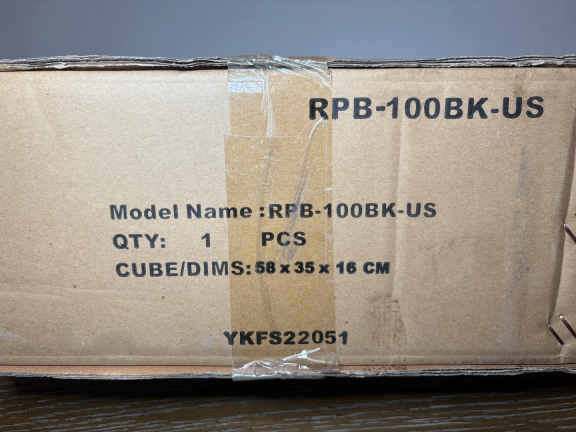 RPB-100BK-US
Model Name :RPB-100BK-US
QTY: 1 PCS
CUBE/DIMS: 58 x 35 x 16 CM
YKFS22051